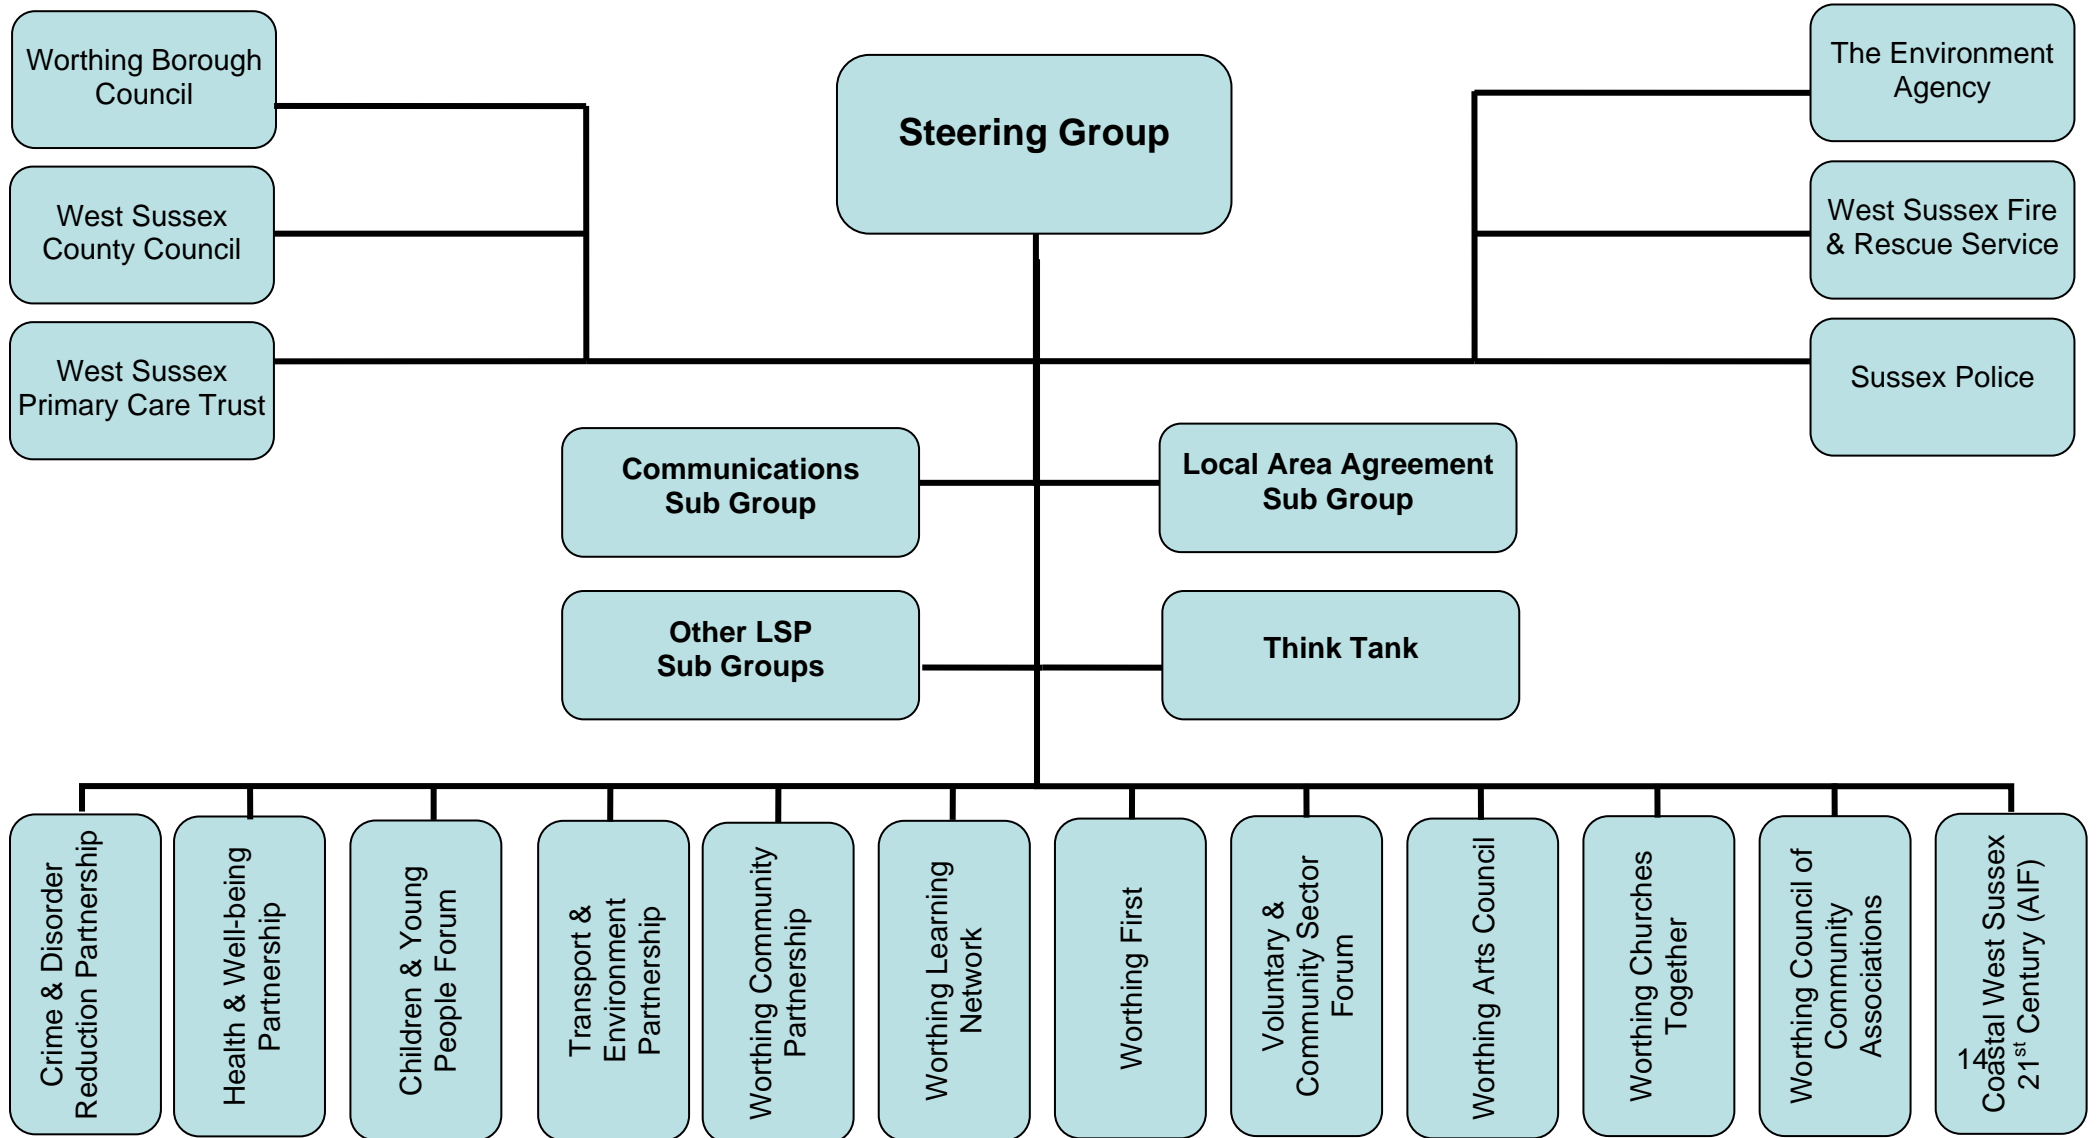 Worthing Borough
Council
Steering Group
The Environment
Agency
West Sussex
County Council
West Sussex Fire
& Rescue Service
West Sussex
Primary Care Trust
Sussex Police
Communications
Sub Group
Local Area Agreement
Sub Group
Other LSP
Sub Groups
Think Tank
Crime & Disorder
Reduction Partnership
Health & Well-being
Partnership
Children & Young
People Forum
Transport &
Environment
Partnership
Worthing Community
Partnership
Worthing Learning
Network
Worthing First
Voluntary &
Community Sector
Forum
Worthing Arts Council
Worthing Churches
Together
Worthing Council of
Community
Associations
Coastal West Sussex
21st Century (AIF)
14